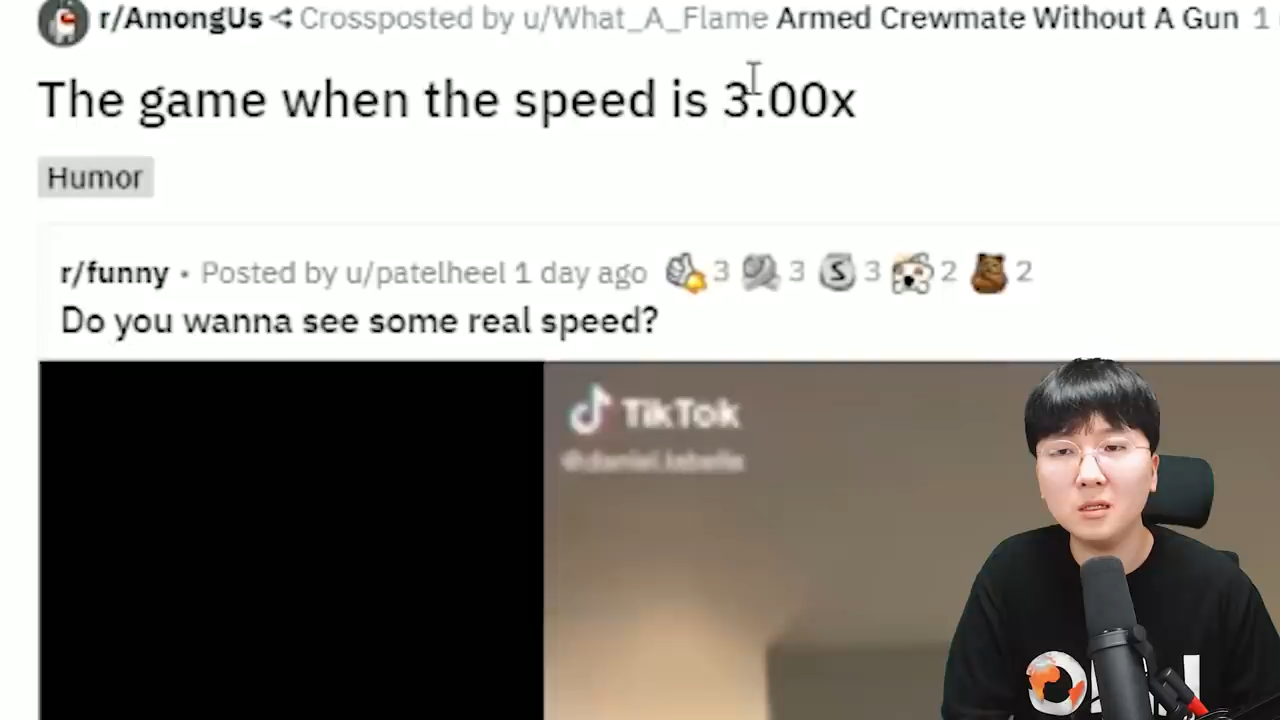 r/AmongUs Crossposted by u/What_A_Flame Armed Crewmate Without A Gun 1
The game when the speed is 3.00x
Humor
r/funny • Posted by u/patelheel 1 day ago 3 3 S 3 2 2
Do you wanna see some real speed?
TikTok
@daniel.labelle